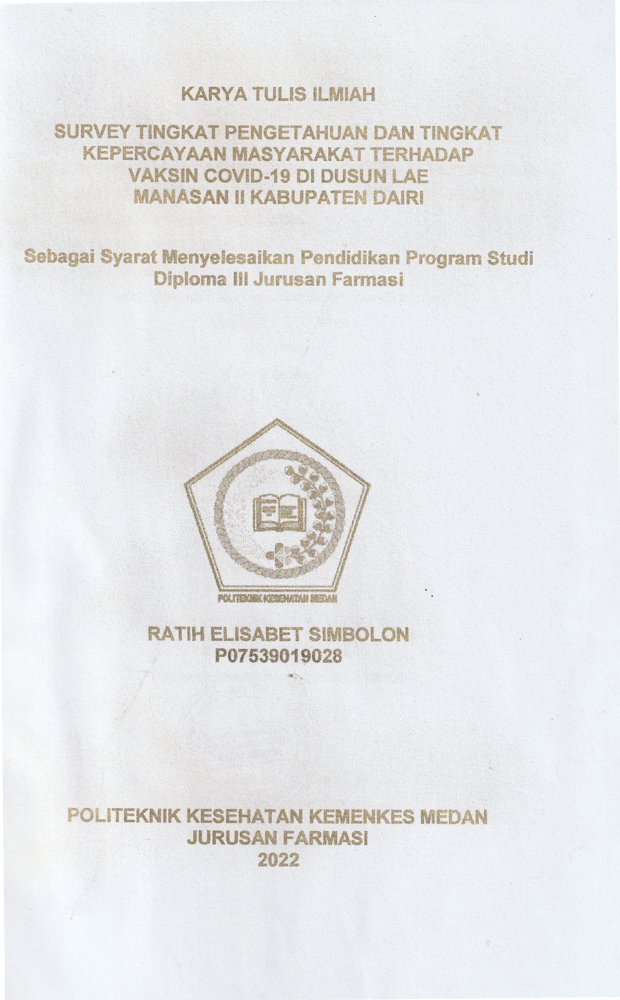 KARYA TULIS ILMIAH
SURVEY TINGKAT PENGETAHUAN DAN TINGKAT
KEPERCAYAAN MASYARAKAT TERHADAP
VAKSIN COVID-19 DI DUSUN LAE
MANASAN II KABUPATEN DAIRI
Sebagai Syarat Menyelesaikan Pendidikan Program Studi
Diploma III Jurusan Farmasi
POLITEKNIK KESEHATAN MEDAN
RATIH ELISABET SIMBOLON
P07539019028
POLITEKNIK KESEHATAN KEMENKES MEDAN
JURUSAN FARMASI
2022